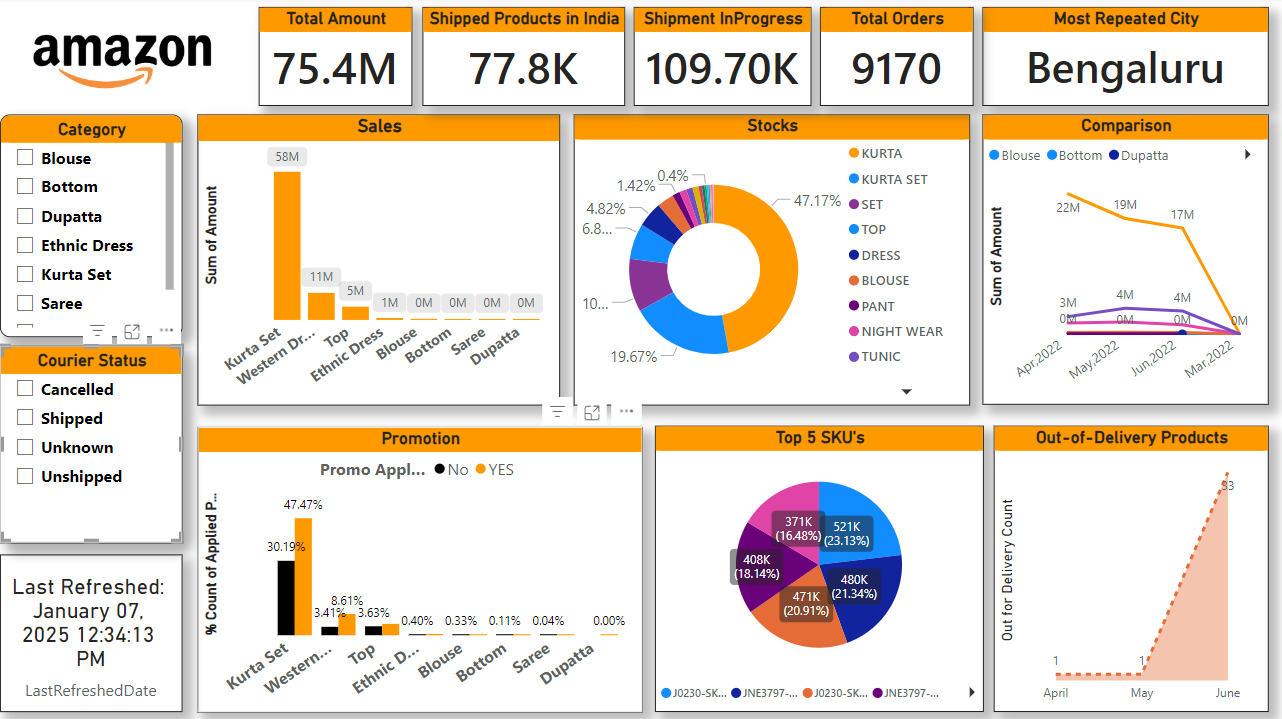 amazon
Total Amount
75.4M
Shipped Products in India
77.8K
Shipment InProgress
109.70K
Total Orders
9170
Most Repeated City
Bengaluru
Category
Blouse
Bottom
Dupatta
Ethnic Dress
Kurta Set
Saree
Courier Status
Cancelled
Shipped
Unknown
Unshipped
Last Refreshed:
January 07,
2025 12:34:13
PM
LastRefreshedDate
Sales
Sum of Amount
58M
11M
5M
1M
0M
0M
0M
0M
Kurta Set
Western Dr...
Top
Ethnic Dress
Blouse
Bottom
Saree
Dupatta
Stocks
0.4%
1.42%
4.82%
6.8...
10...
19.67%
47.17%
KURTA
KURTA SET
SET
TOP
DRESS
BLOUSE
PANT
NIGHT WEAR
TUNIC
Comparison
Blouse Bottom Dupatta
Sum of Amount
22M
19M
17M
3M
4M
4M
0M
0M
0M
0M
Apr,2022
May,2022
Jun,2022
Mar,2022
Promotion
Promo Appl... No YES
% Count of Applied P...
30.19%
47.47%
3.41%
8.61%
3.63%
0.40%
0.33%
0.11%
0.04%
0.00%
Kurta Set
Western...
Top
Ethnic D...
Blouse
Bottom
Saree
Dupatta
Top 5 SKU's
371K
(16.48%)
521K
(23.13%)
408K
(18.14%)
480K
(21.34%)
471K
(20.91%)
J0230-SK... JNE3797-... J0230-SK... JNE3797-...
Out-of-Delivery Products
Out for Delivery Count
1
1
33
April
May
June